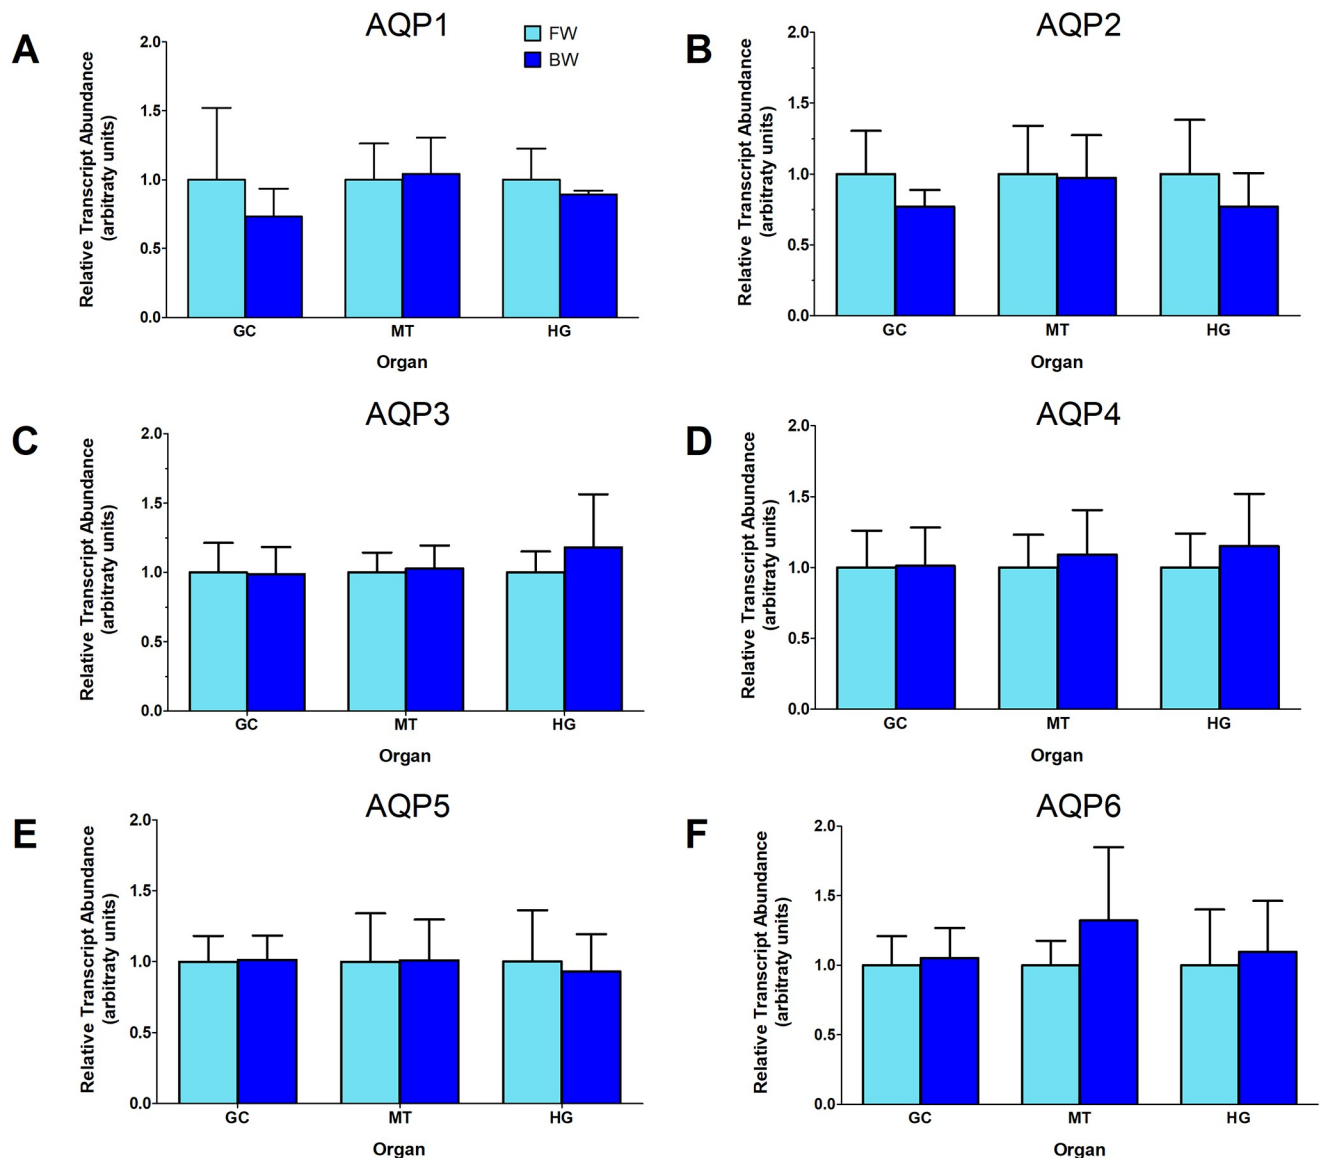 A
AQP1
FW
BW
Relative Transcript Abundance
(arbitraty units)
2.0
1.5
1.0
0.5
0.0
GC MT HG
Organ
B
AQP2
Relative Transcript Abundance
(arbitraty units)
2.0
1.5
1.0
0.5
0.0
GC MT HG
Organ
C
AQP3
Relative Transcript Abundance
(arbitraty units)
2.0
1.5
1.0
0.5
0.0
GC MT HG
Organ
D
AQP4
Relative Transcript Abundance
(arbitraty units)
2.0
1.5
1.0
0.5
0.0
GC MT HG
Organ
E
AQP5
Relative Transcript Abundance
(arbitraty units)
2.0
1.5
1.0
0.5
0.0
GC MT HG
Organ
F
AQP6
Relative Transcript Abundance
(arbitraty units)
2.0
1.5
1.0
0.5
0.0
GC MT HG
Organ